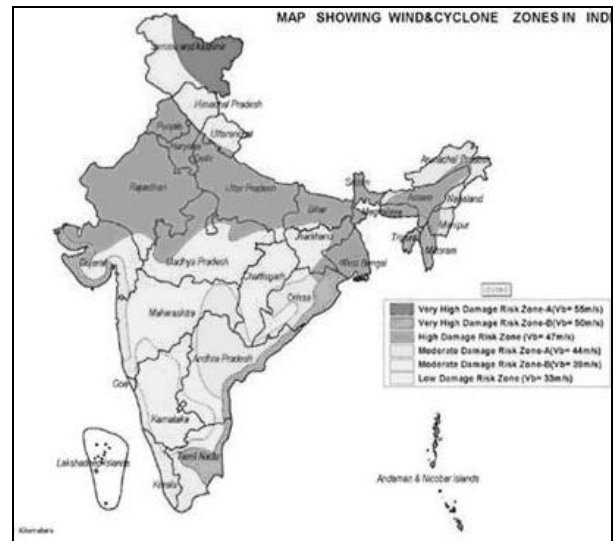 MAP SHOWING WIND&CYCLONE ZONES IN INDI
Jammu and Kashmir
Himachal Pradesh
Punjab
Uttaranchal
Haryana
Delhi
Arunachal Pradesh
Rajasthan
Uttar Pradesh
Sikkim
Assam
Nagaland
Bihar
Meghalaya
Manipur
Jharkhand
Tripura
Mizoram
Gujarat
Madhya Pradesh
West Bengal
Chattisgarh
Orissa
Maharashtra
Andhra Pradesh
Goa
Karnataka
Lakshadweep Islands
Tamil Nadu
Kerala
Andaman & Nicobar Islands
LEGEND
Very High Damage Risk Zone-A(Vb= 55m/s)
Very High Damage Risk Zone-B(Vb= 50m/s)
High Damage Risk Zone (Vb= 47m/s)
Moderate Damage Risk Zone-A(Vb= 44m/s)
Moderate Damage Risk Zone-B(Vb= 39m/s)
Low Damage Risk Zone (Vb= 33m/s)
Kilometers